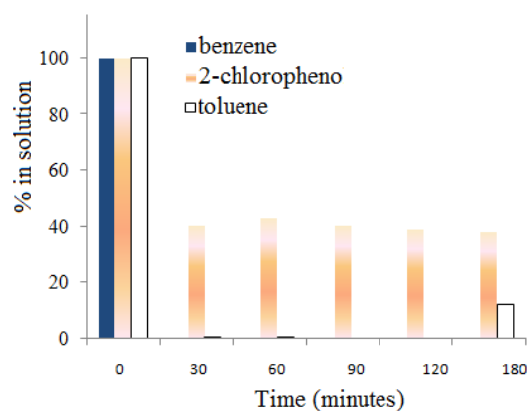 benzene
2-chloropheno
toluene
% in solution
100
80
60
40
20
0
0 30 60 90 120 180
Time (minutes)